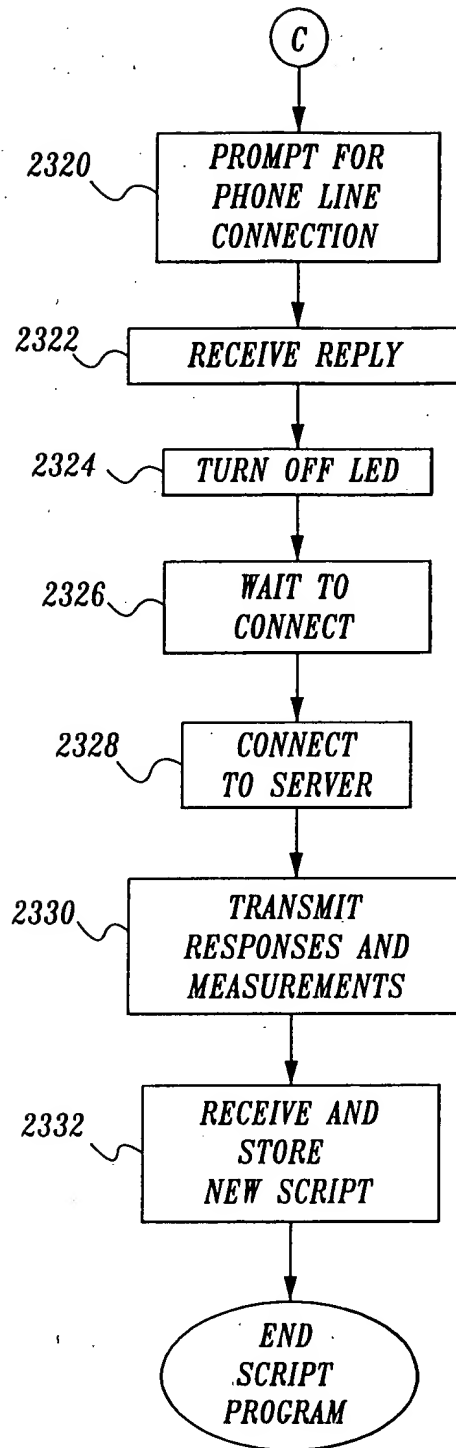 C
2320
PROMPT FOR
PHONE LINE
CONNECTION
2322
RECEIVE REPLY
2324
TURN OFF LED
2326
WAIT TO
CONNECT
2328
CONNECT
TO SERVER
2330
TRANSMIT
RESPONSES AND
MEASUREMENTS
2332
RECEIVE AND
STORE
NEW SCRIPT
END
SCRIPT
PROGRAM